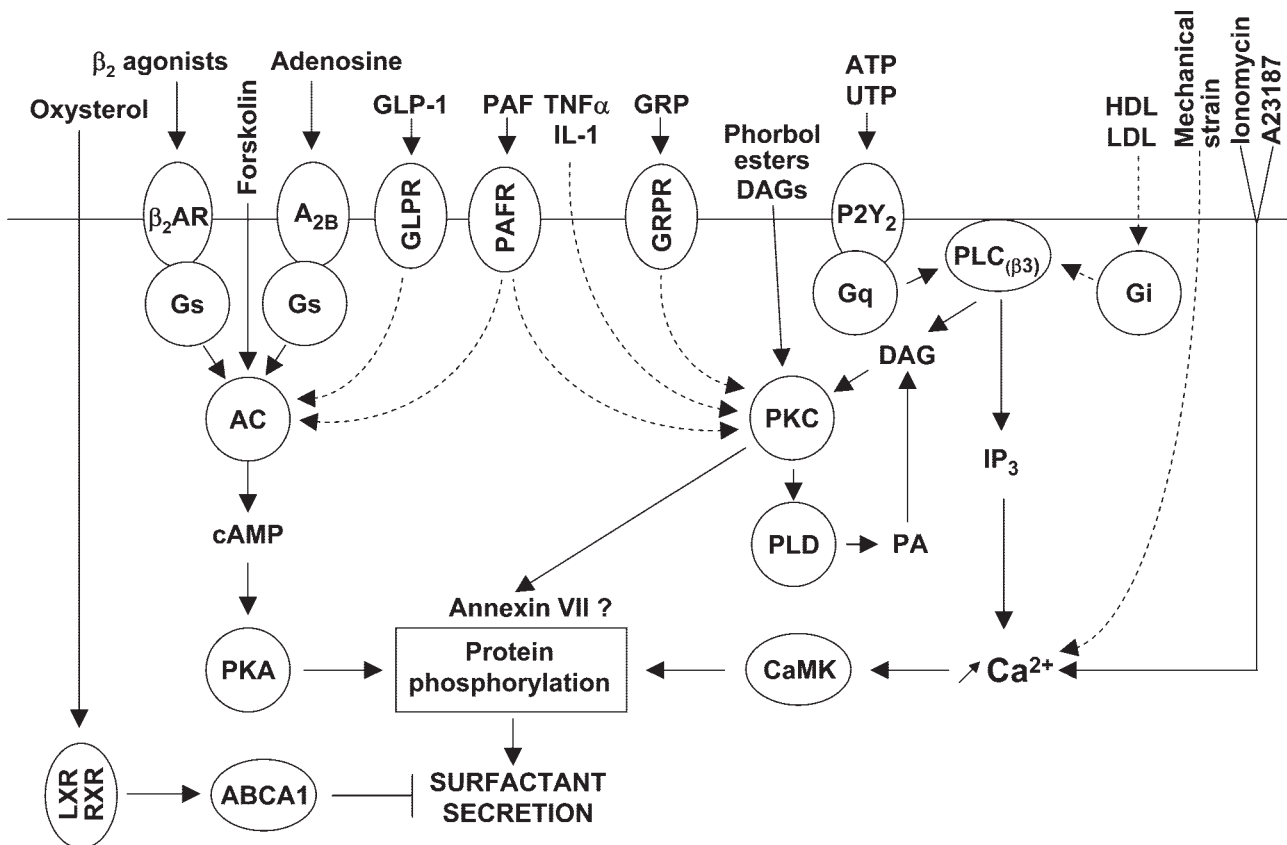 β₂ agonists
Adenosine
Oxysterol
Forskolin
GLP-1
PAF
TNFα
IL-1
GRP
Phorbol
esters
DAGs
ATP
UTP
HDL
LDL
Mechanical
strain
Ionomycin
A23187
β₂AR
A₂B
GLPR
PAFR
GRPR
P2Y₂
PLC(β3)
Gs
Gs
Gq
Gi
DAG
AC
PKC
IP₃
cAMP
PLD
PA
Annexin VII ?
Protein
phosphorylation
PKA
CaMK
Ca²⁺
LXR
RXR
ABCA1
SURFACTANT
SECRETION